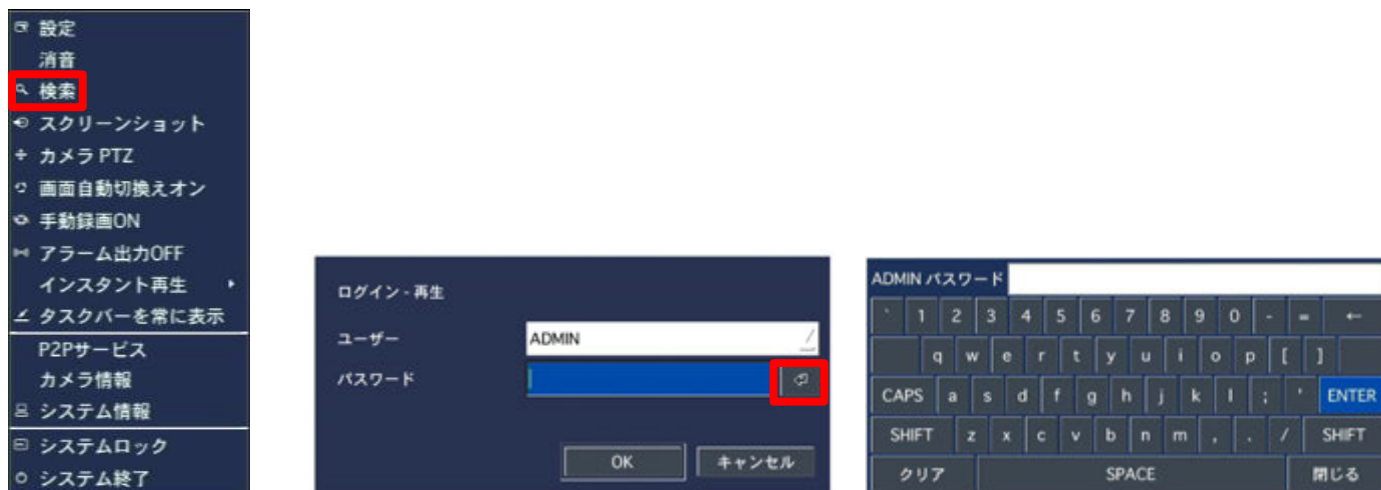 設定
消音
検索
スクリーンショット
カメラ PTZ
画面自動切換えオン
手動録画ON
アラーム出力OFF
インスタント再生
タスクバーを常に表示
P2Pサービス
カメラ情報
システム情報
システムロック
システム終了
ログイン - 再生
ユーザー ADMIN
パスワード
OK キャンセル
ADMIN パスワード
` 1 2 3 4 5 6 7 8 9 0 - = ←
q w e r t y u i o p [ ]
CAPS a s d f g h j k l ; ' ENTER
SHIFT z x c v b n m , . / SHIFT
クリア SPACE 閉じる